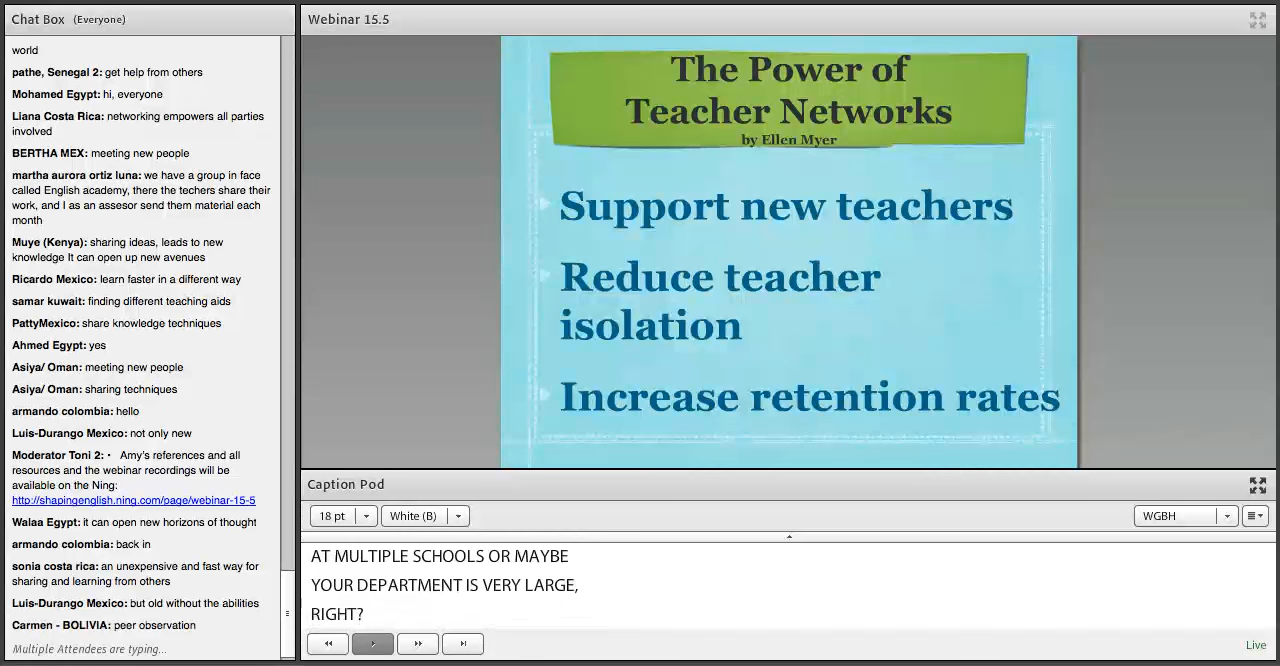 Chat Box (Everyone)
world
pathe, Senegal 2: get help from others
Mohamed Egypt: hi, everyone
Liana Costa Rica: networking empowers all parties
involved
BERTHA MEX: meeting new people
martha aurora ortiz luna: we have a group in face
called English academy, there the techers share their
work, and I as an assesor send them material each
month
Muye (Kenya): sharing ideas, leads to new
knowledge It can open up new avenues
Ricardo Mexico: learn faster in a different way
samar kuwait: finding different teaching aids
PattyMexico: share knowledge techniques
Ahmed Egypt: yes
Asiya/ Oman: meeting new people
Asiya/ Oman: sharing techniques
armando colombia: hello
Luis-Durango Mexico: not only new
Moderator Toni 2: • Amy's references and all
resources and the webinar recordings will be
available on the Ning:
http://shapingenglish.ning.com/page/webinar-15-5
Walaa Egypt: it can open new horizons of thought
armando colombia: back in
sonia costa rica: an unexpensive and fast way for
sharing and learning from others
Luis-Durango Mexico: but old without the abilities
Carmen - BOLIVIA: peer observation
Multiple Attendees are typing...
Webinar 15.5
The Power of
Teacher Networks
by Ellen Myer
Support new teachers
Reduce teacher
isolation
Increase retention rates
Caption Pod
18 pt
White (B)
WGBH
AT MULTIPLE SCHOOLS OR MAYBE
YOUR DEPARTMENT IS VERY LARGE,
RIGHT?
Live